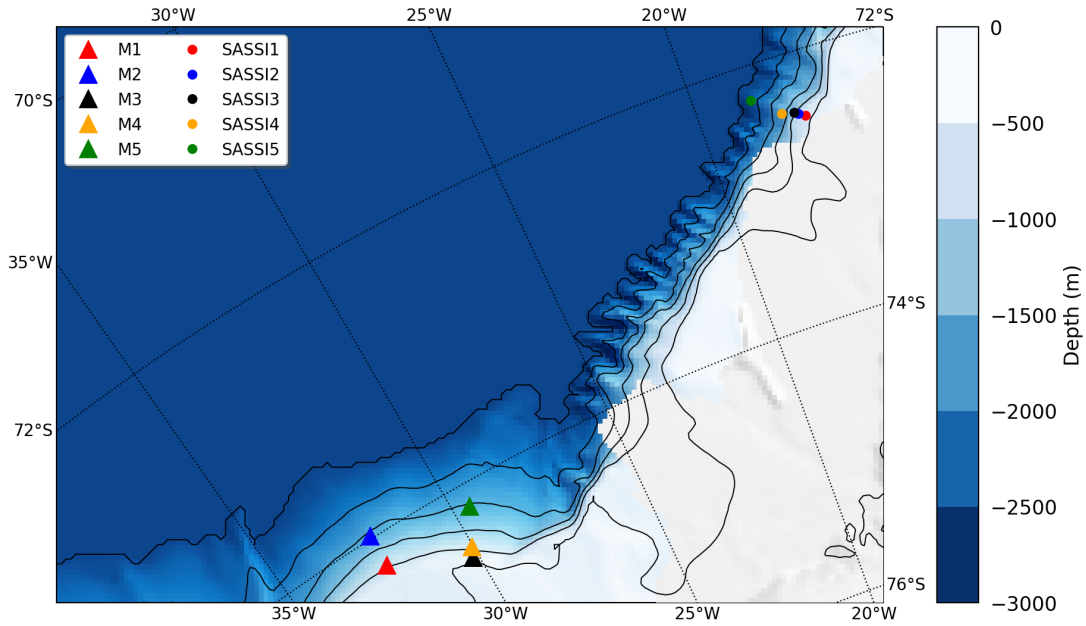 30°W 25°W 20°W 72°S
M1 SASSI1
M2 SASSI2
M3 SASSI3
M4 SASSI4
M5 SASSI5
70°S
35°W
72°S
74°S
76°S
35°W 30°W 25°W 20°W
0
−500
−1000
−1500
−2000
−2500
−3000
Depth (m)